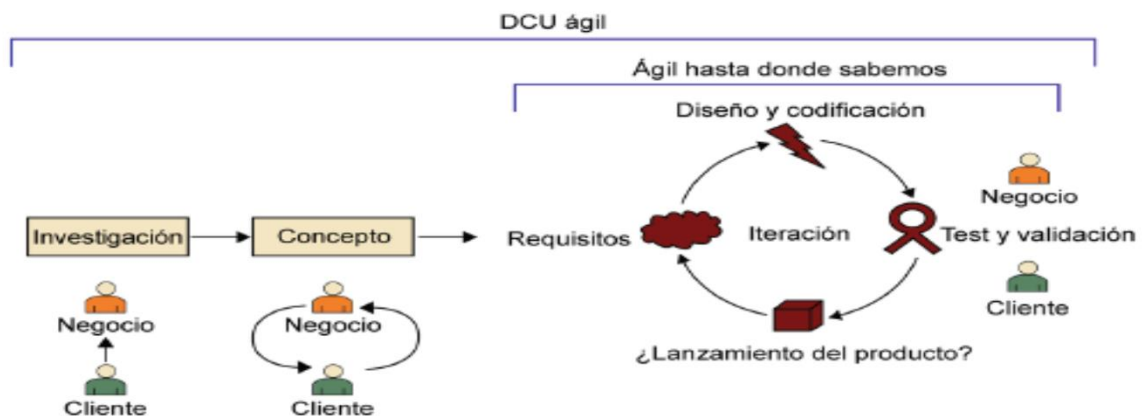 DCU ágil
Ágil hasta donde sabemos
Diseño y codificación
Negocio
Investigación
Concepto
Requisitos
Iteración
Test y validación
Negocio
Negocio
Cliente
¿Lanzamiento del producto?
Cliente
Cliente